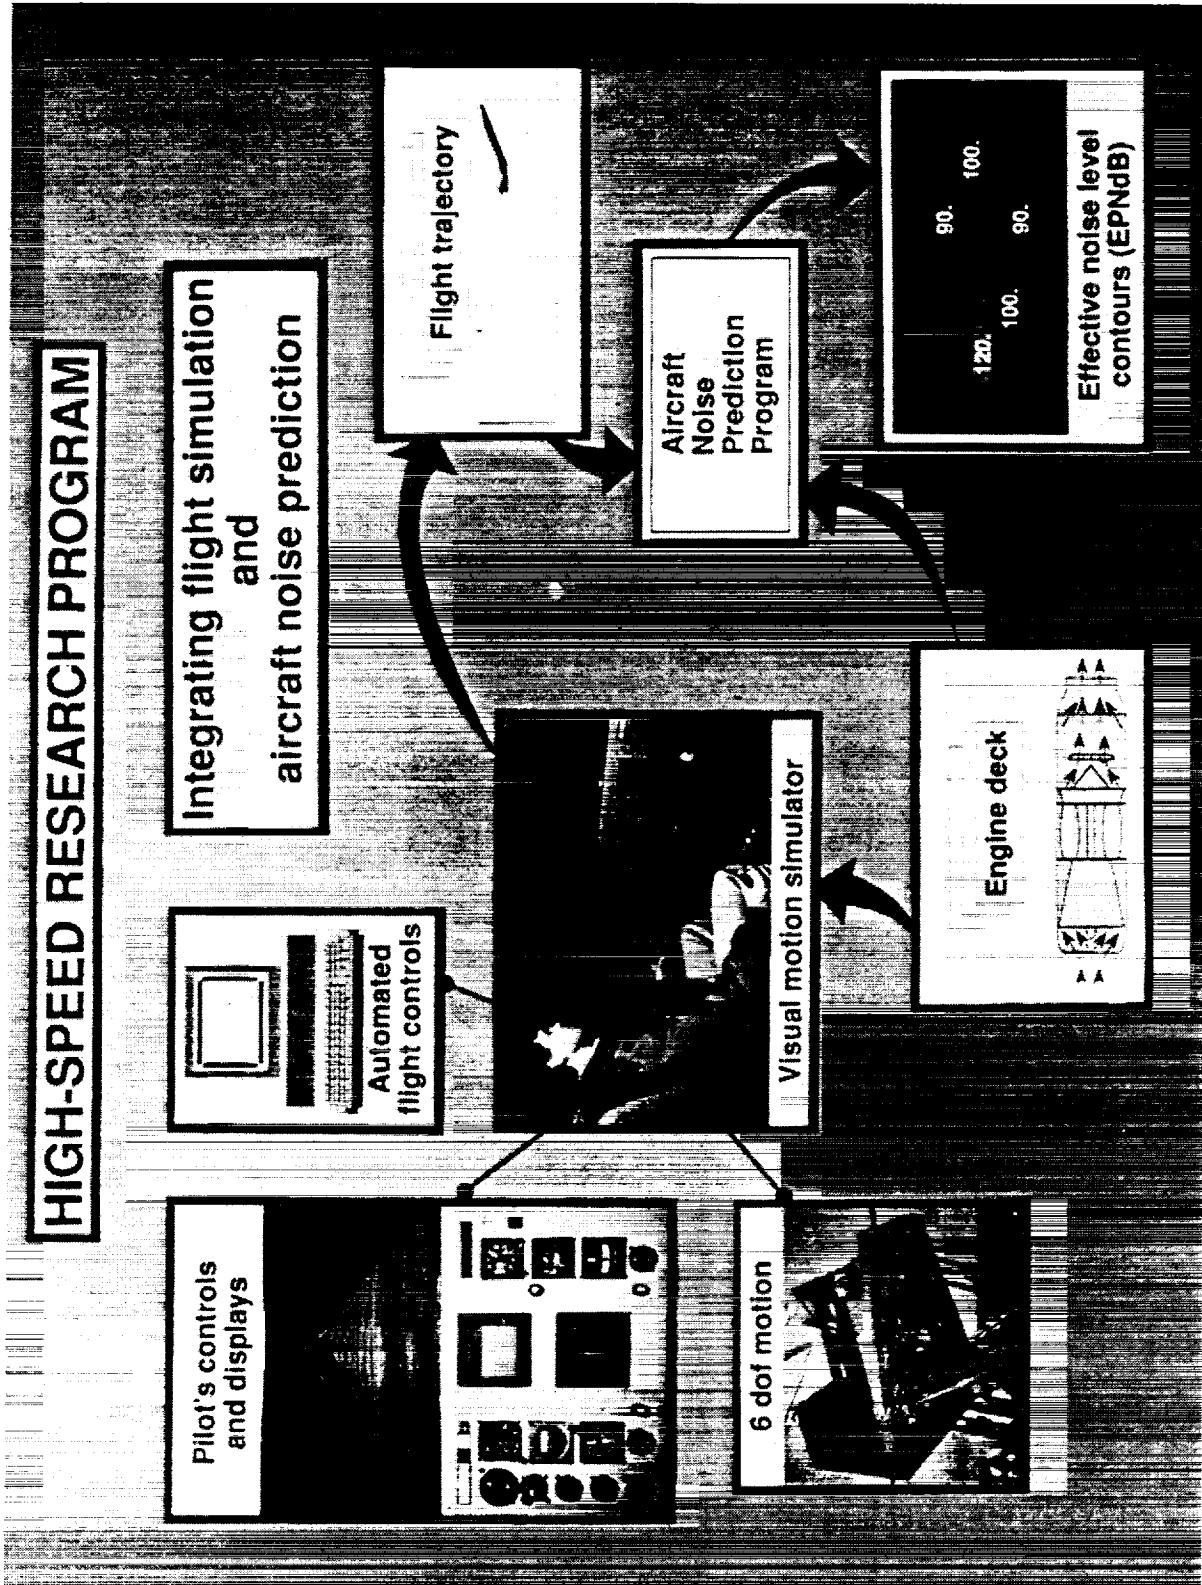 HIGH-SPEED RESEARCH PROGRAM
Integrating flight simulation
and
aircraft noise prediction
Pilot's controls
and displays
Automated
flight controls
6 dof motion
Visual motion simulator
Flight trajectory
Aircraft
Noise
Prediction
Program
Engine deck
90.
100.
120.
100.
90.
Effective noise level
contours (EPNdB)